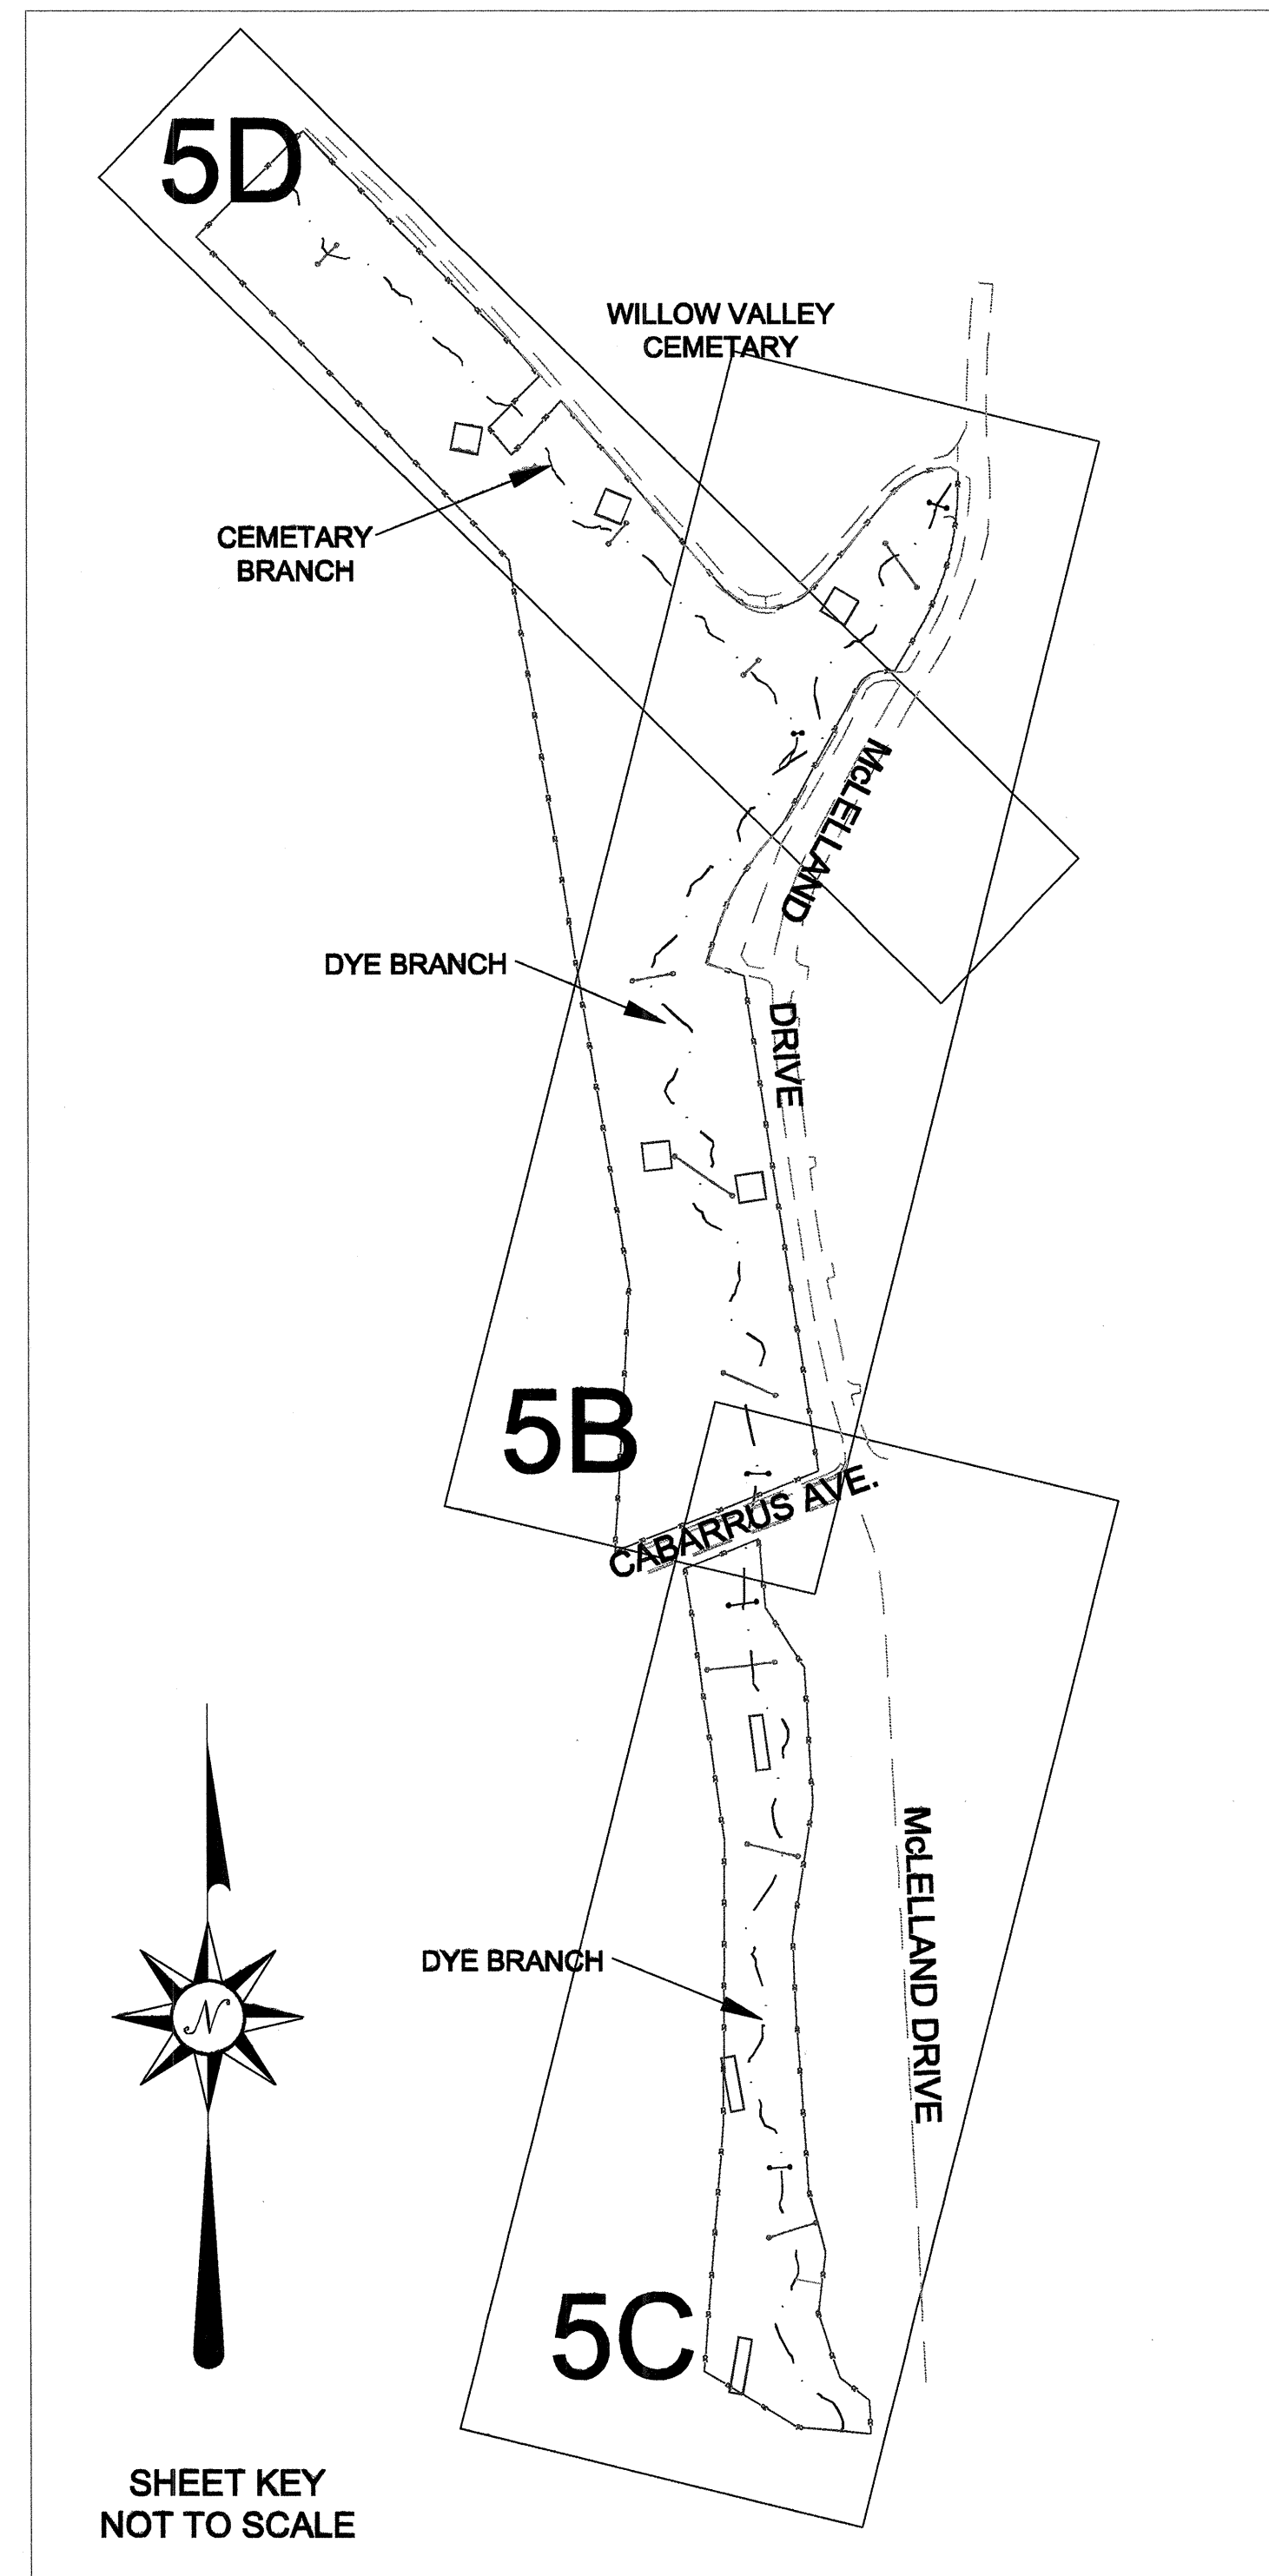 5D
WILLOW VALLEY
CEMETARY
CEMETARY
BRANCH
McLELLAND
DYE BRANCH
DRIVE
5B
CABARRUS AVE.
McLELLAND DRIVE
DYE BRANCH
N
5C
SHEET KEY
NOT TO SCALE